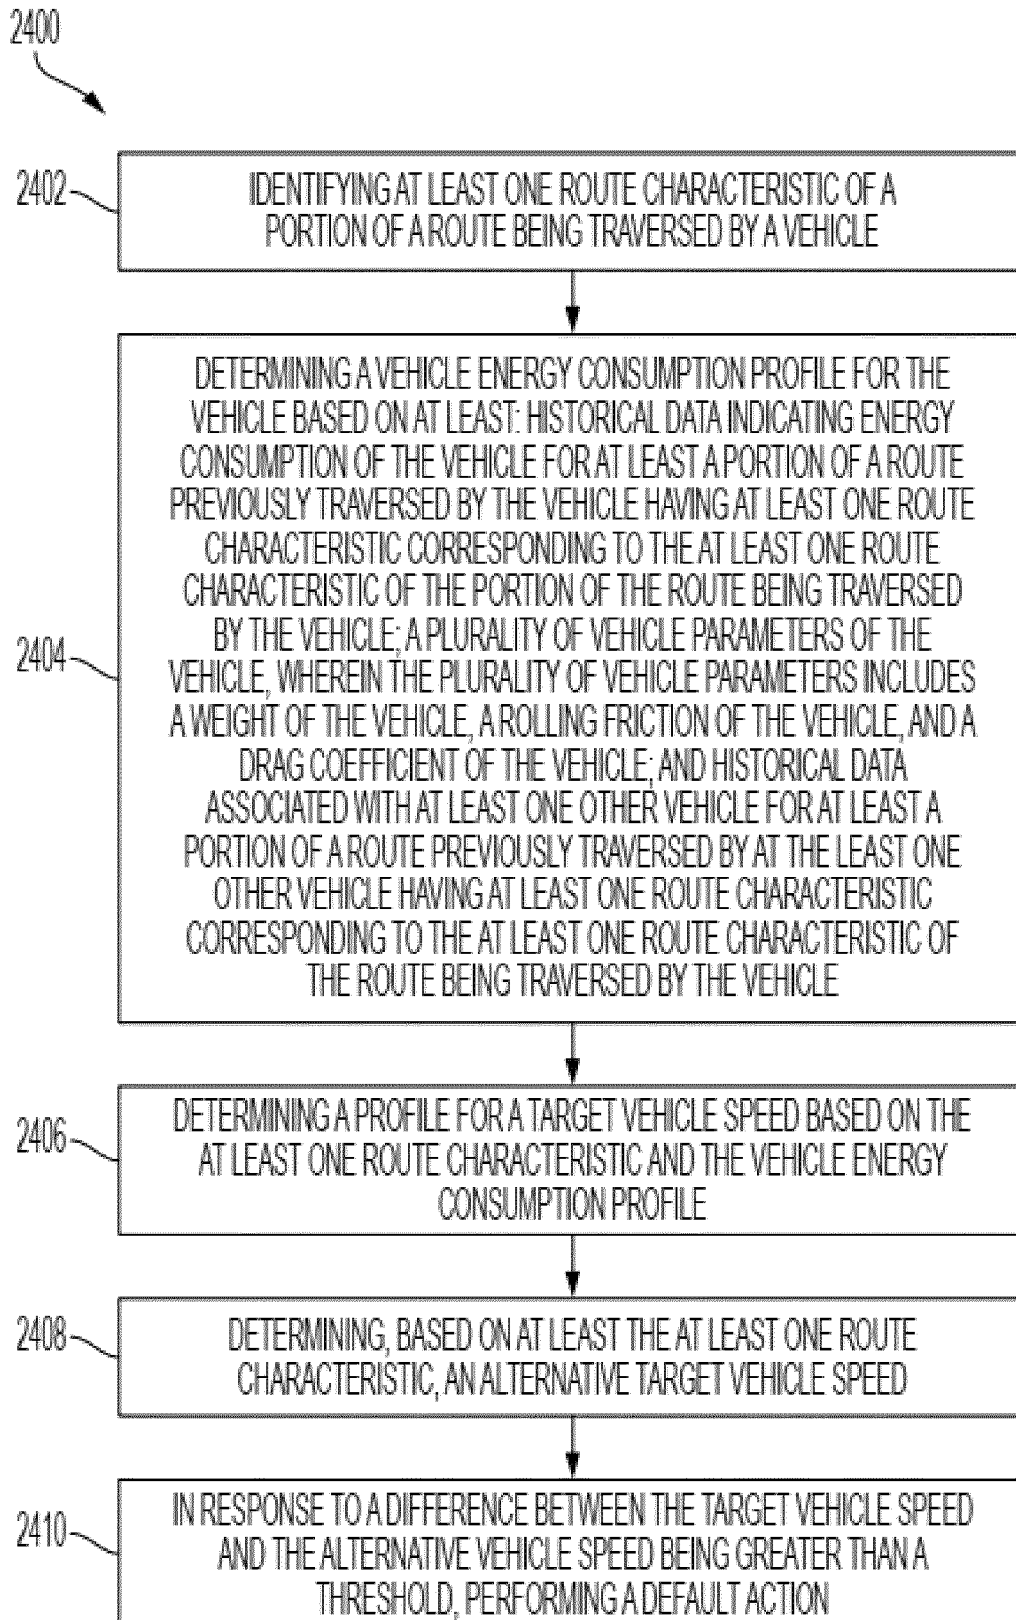 2400
2402
IDENTIFYING AT LEAST ONE ROUTE CHARACTERISTIC OF A
PORTION OF A ROUTE BEING TRAVERSED BY A VEHICLE
2404
DETERMINING A VEHICLE ENERGY CONSUMPTION PROFILE FOR THE
VEHICLE BASED ON AT LEAST: HISTORICAL DATA INDICATING ENERGY
CONSUMPTION OF THE VEHICLE FOR AT LEAST A PORTION OF A ROUTE
PREVIOUSLY TRAVERSED BY THE VEHICLE HAVING AT LEAST ONE ROUTE
CHARACTERISTIC CORRESPONDING TO THE AT LEAST ONE ROUTE
CHARACTERISTIC OF THE PORTION OF THE ROUTE BEING TRAVERSED
BY THE VEHICLE; A PLURALITY OF VEHICLE PARAMETERS OF THE
VEHICLE, WHEREIN THE PLURALITY OF VEHICLE PARAMETERS INCLUDES
A WEIGHT OF THE VEHICLE, A ROLLING FRICTION OF THE VEHICLE, AND A
DRAG COEFFICIENT OF THE VEHICLE; AND HISTORICAL DATA
ASSOCIATED WITH AT LEAST ONE OTHER VEHICLE FOR AT LEAST A
PORTION OF A ROUTE PREVIOUSLY TRAVERSED BY AT THE LEAST ONE
OTHER VEHICLE HAVING AT LEAST ONE ROUTE CHARACTERISTIC
CORRESPONDING TO THE AT LEAST ONE ROUTE CHARACTERISTIC OF
THE ROUTE BEING TRAVERSED BY THE VEHICLE
2406
DETERMINING A PROFILE FOR A TARGET VEHICLE SPEED BASED ON THE
AT LEAST ONE ROUTE CHARACTERISTIC AND THE VEHICLE ENERGY
CONSUMPTION PROFILE
2408
DETERMINING, BASED ON AT LEAST THE AT LEAST ONE ROUTE
CHARACTERISTIC, AN ALTERNATIVE TARGET VEHICLE SPEED
2410
IN RESPONSE TO A DIFFERENCE BETWEEN THE TARGET VEHICLE SPEED
AND THE ALTERNATIVE VEHICLE SPEED BEING GREATER THAN A
THRESHOLD, PERFORMING A DEFAULT ACTION